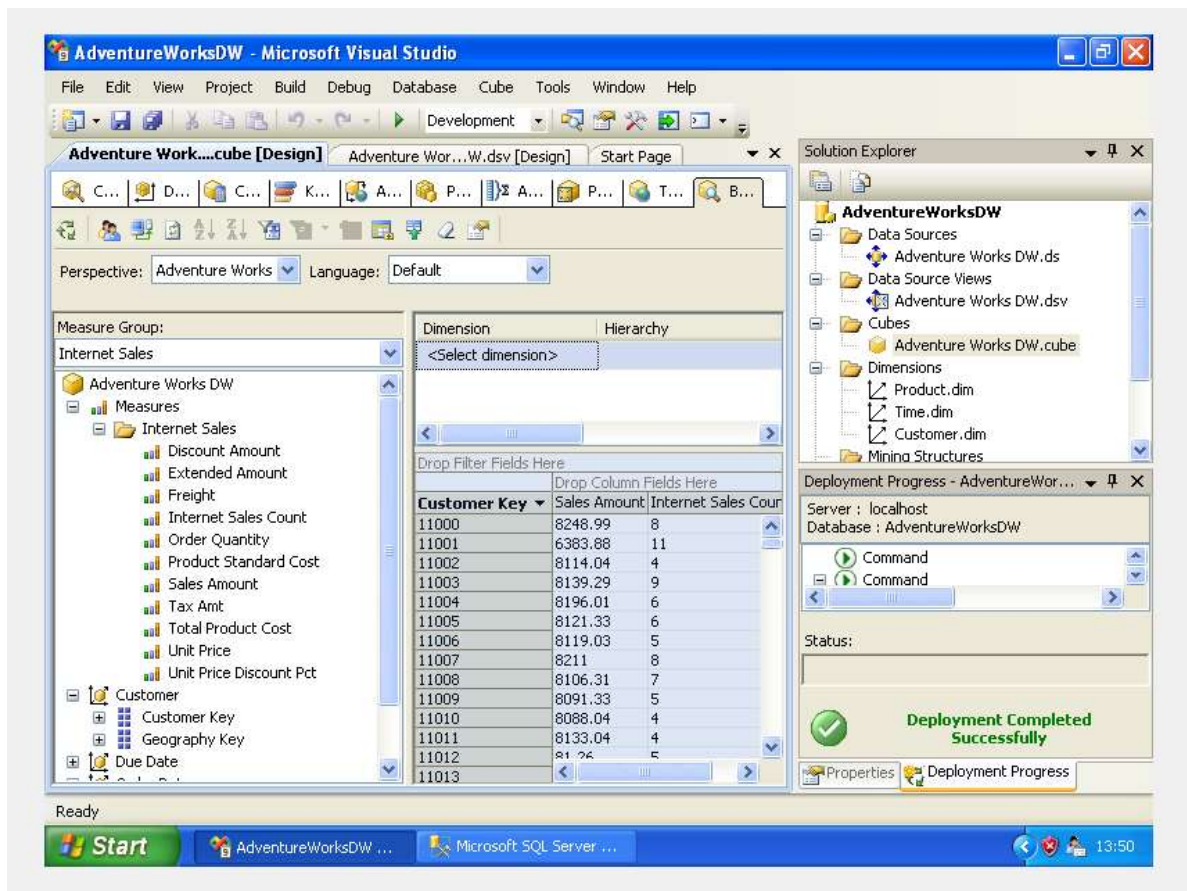 AdventureWorksDW - Microsoft Visual Studio
File Edit View Project Build Debug Database Cube Tools Window Help
Development
Adventure Work....cube [Design] Adventure Wor...W.dsv [Design] Start Page
C... D... C... K... A... P... A... P... T... B...
Perspective: Adventure Works Language: Default
Measure Group:
Internet Sales
Adventure Works DW
Measures
Internet Sales
Discount Amount
Extended Amount
Freight
Internet Sales Count
Order Quantity
Product Standard Cost
Sales Amount
Tax Amt
Total Product Cost
Unit Price
Unit Price Discount Pct
Customer
Customer Key
Geography Key
Due Date
Dimension Hierarchy
<Select dimension>
Drop Filter Fields Here
Drop Column Fields Here
Customer Key Sales Amount Internet Sales Coun
11000 8248.99 8
11001 6383.88 11
11002 8114.04 4
11003 8139.29 9
11004 8196.01 6
11005 8121.33 6
11006 8119.03 5
11007 8211 8
11008 8106.31 7
11009 8091.33 5
11010 8088.04 4
11011 8133.04 4
11012 81.26 5
11013
Solution Explorer
AdventureWorksDW
Data Sources
Adventure Works DW.ds
Data Source Views
Adventure Works DW.dsv
Cubes
Adventure Works DW.cube
Dimensions
Product.dim
Time.dim
Customer.dim
Mining Structures
Deployment Progress - AdventureWor...
Server : localhost
Database : AdventureWorksDW
Command
Command
Status:
Deployment Completed
Successfully
Properties Deployment Progress
Ready
Start AdventureWorksDW ... Microsoft SQL Server ... 13:50